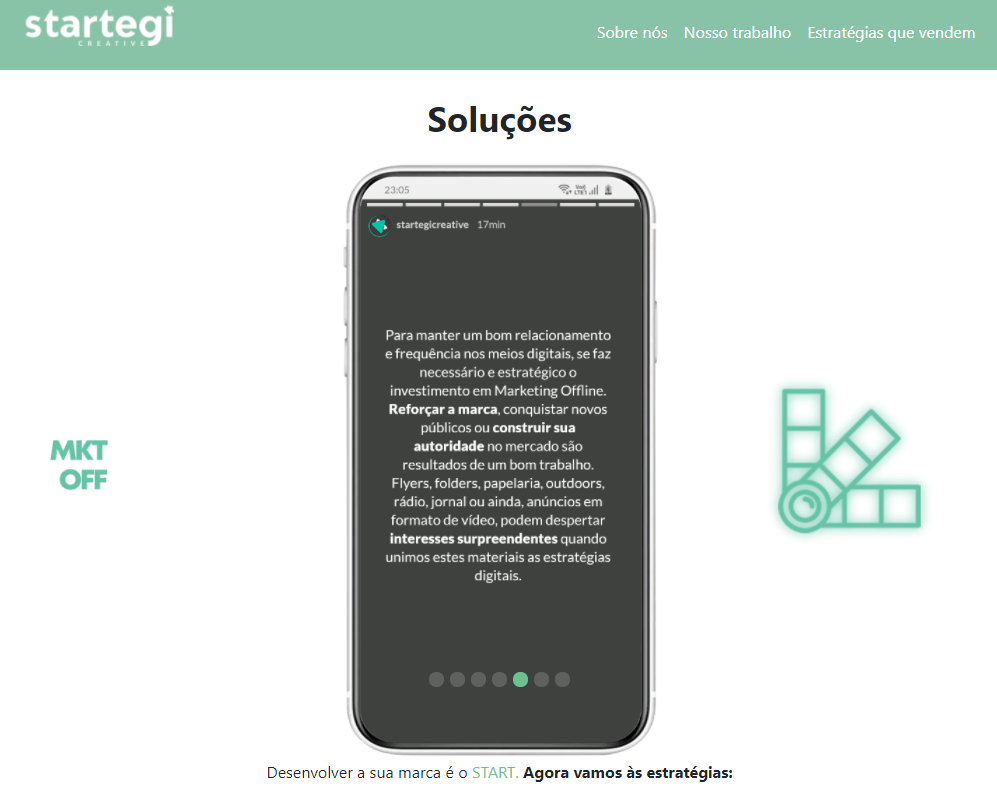 startegi
CREATIVE
Sobre nós Nosso trabalho Estratégias que vendem
Soluções
23:05
startegicreative 17min
Para manter um bom relacionamento
e frequência nos meios digitais, se faz
necessário e estratégico o
investimento em Marketing Offline.
Reforçar a marca, conquistar novos
públicos ou construir sua
autoridade no mercado são
resultados de um bom trabalho.
Flyers, folders, papelaria, outdoors,
rádio, jornal ou ainda, anúncios em
formato de vídeo, podem despertar
interesses surpreendentes quando
unimos estes materiais as estratégias
digitais.
MKT
OFF
Desenvolver a sua marca é o START. Agora vamos às estratégias: